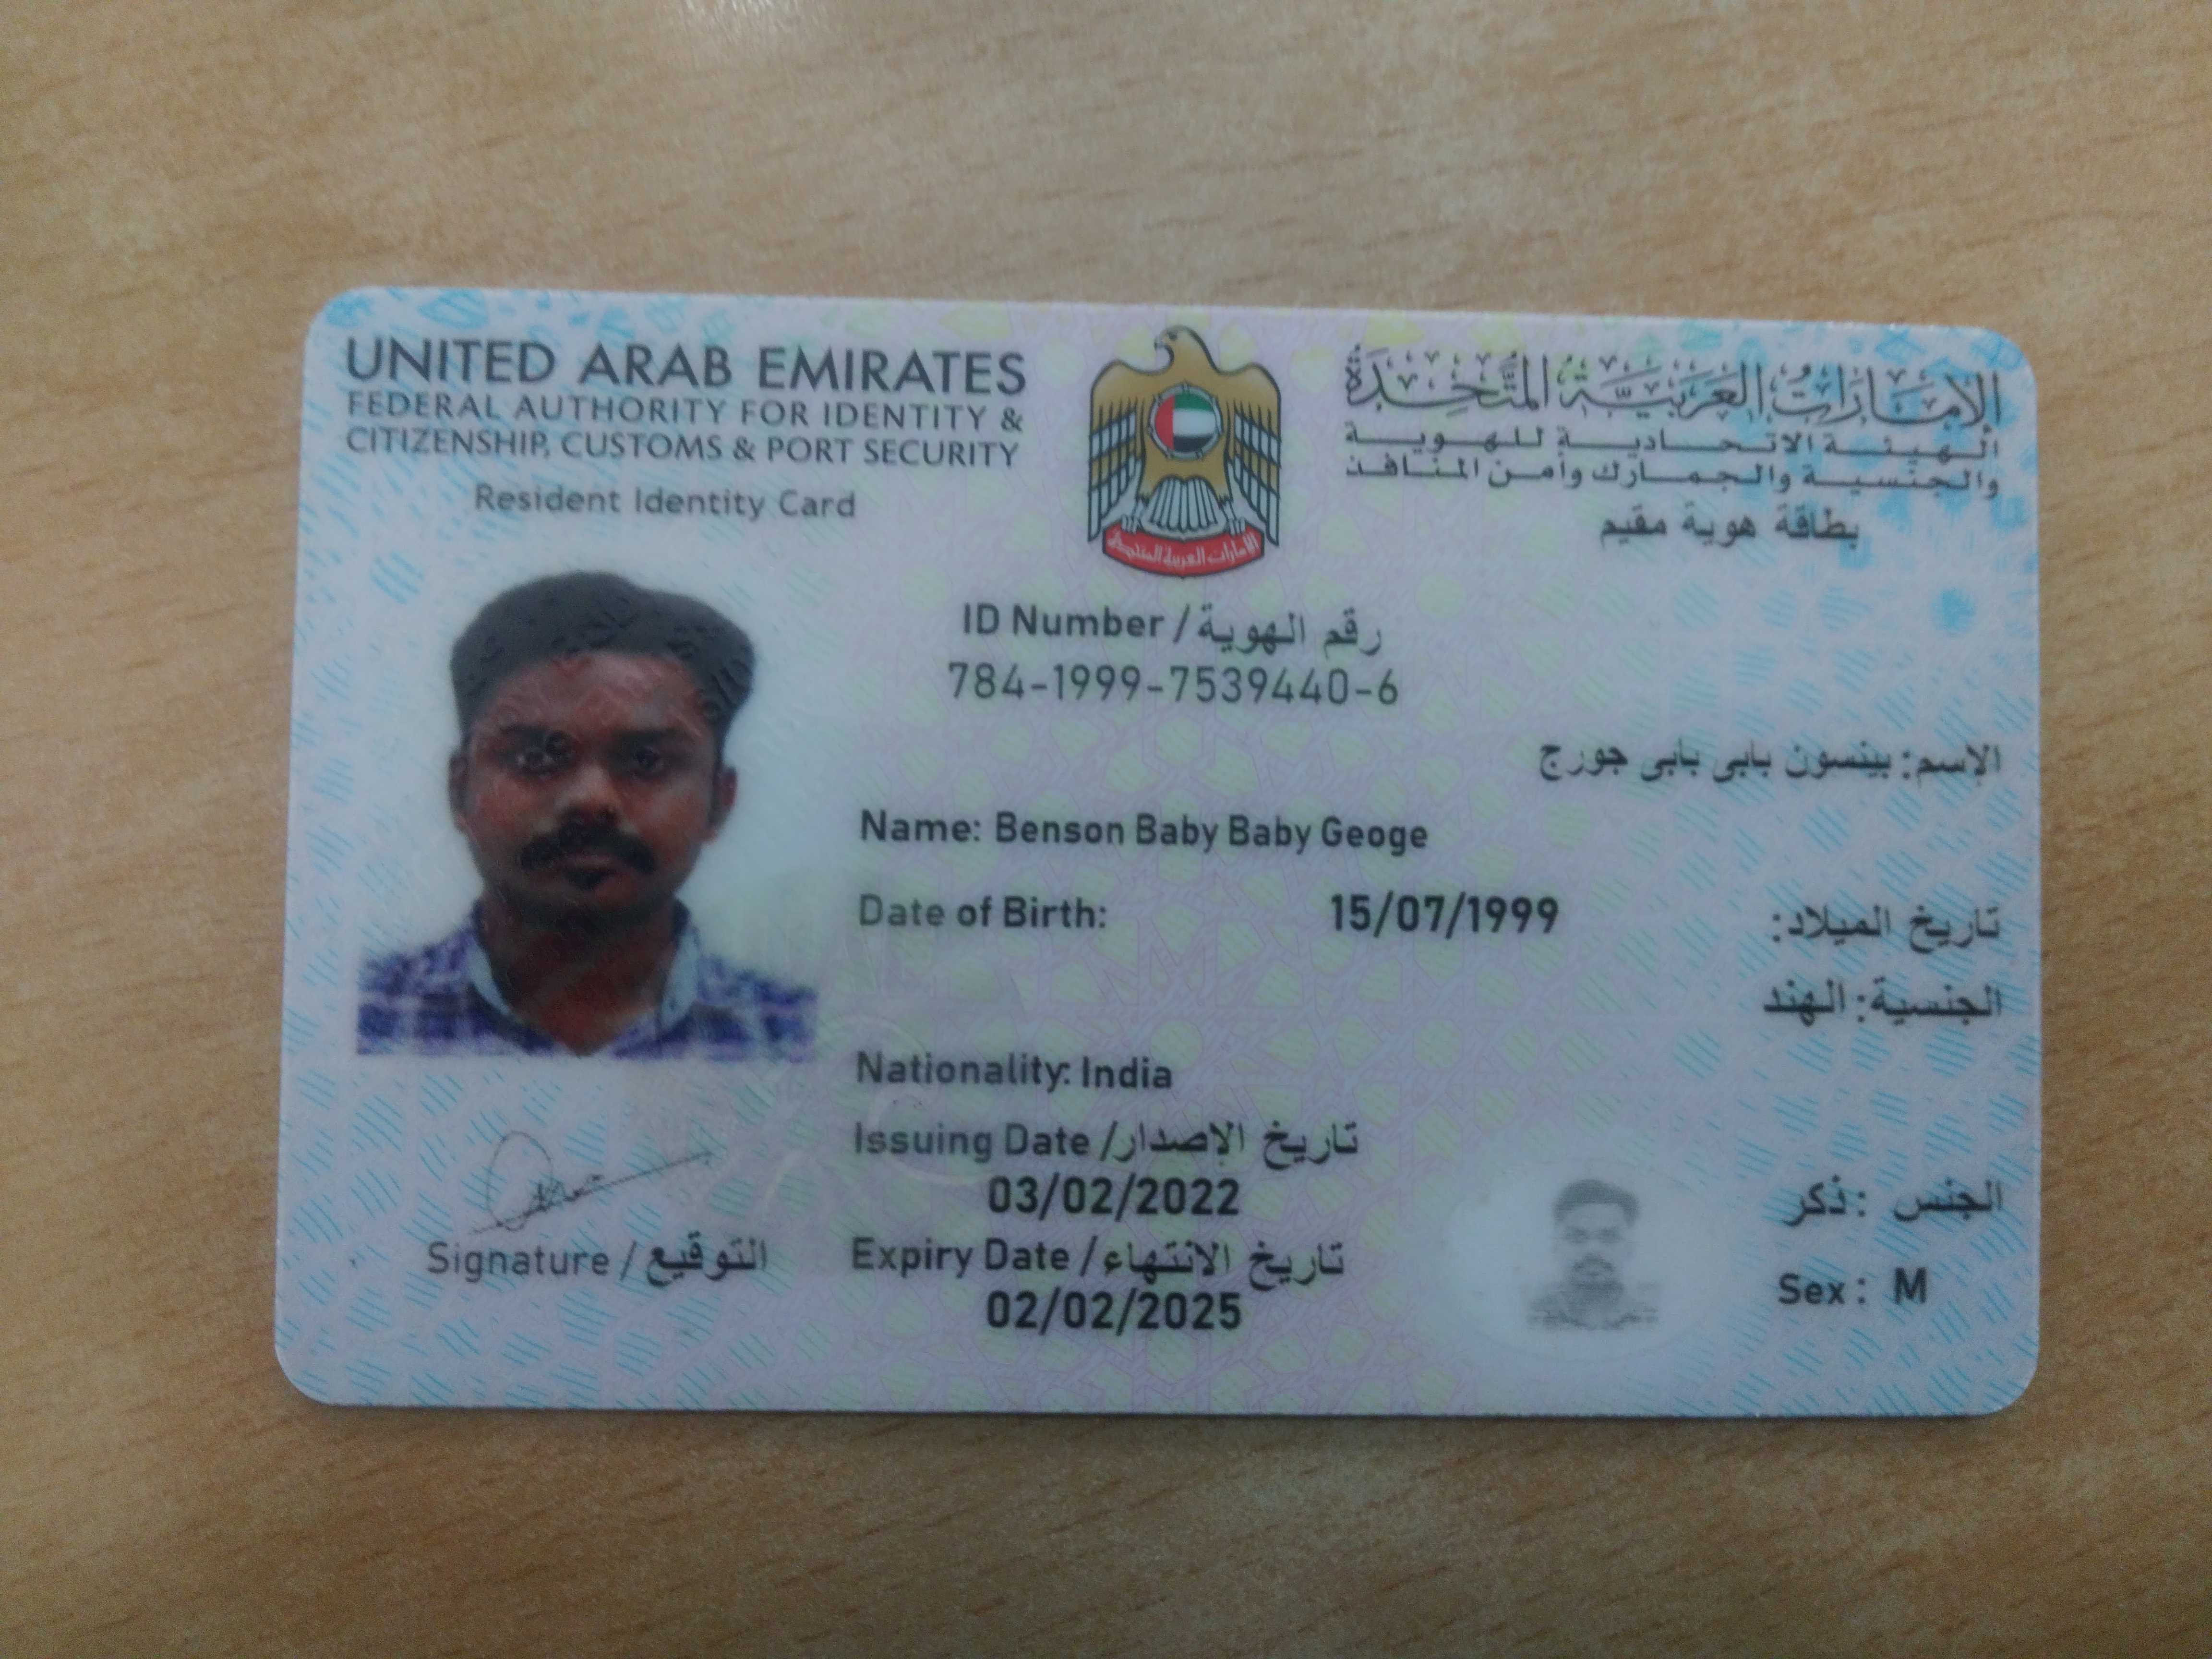 UNITED ARAB EMIRATES
FEDERAL AUTHORITY FOR IDENTITY &
CITIZENSHIP, CUSTOMS & PORT SECURITY
Resident Identity Card
الإمارات العربية المتحدة
الإمارات العربية المتحدة
الهيئة الاتحادية للهوية
والجنسية والجمارك وأمن المنافذ
بطاقة هوية مقيم
ID Number / رقم الهوية
784-1999-7539440-6
الإسم: بينسون بابى بابى جورج
Name: Benson Baby Baby Geoge
Date of Birth: 15/07/1999 تاريخ الميلاد:
الجنسية: الهند
Nationality: India
Issuing Date / تاريخ الإصدار
03/02/2022
Expiry Date / تاريخ الانتهاء
02/02/2025
الجنس : ذكر
Sex : M
Signature / التوقيع